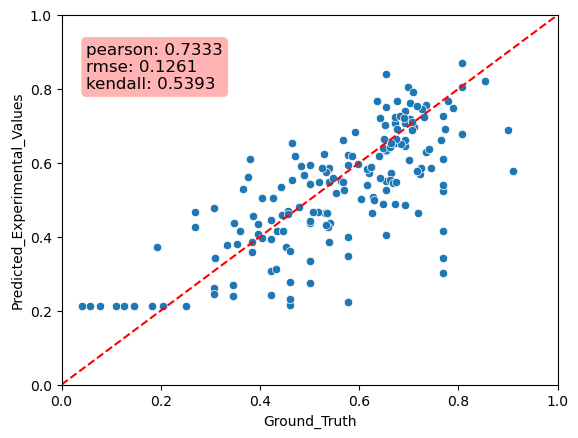 pearson: 0.7333
rmse: 0.1261
kendall: 0.5393
Predicted_Experimental_Values
1.0
0.8
0.6
0.4
0.2
0.0
0.0 0.2 0.4 0.6 0.8 1.0
Ground_Truth